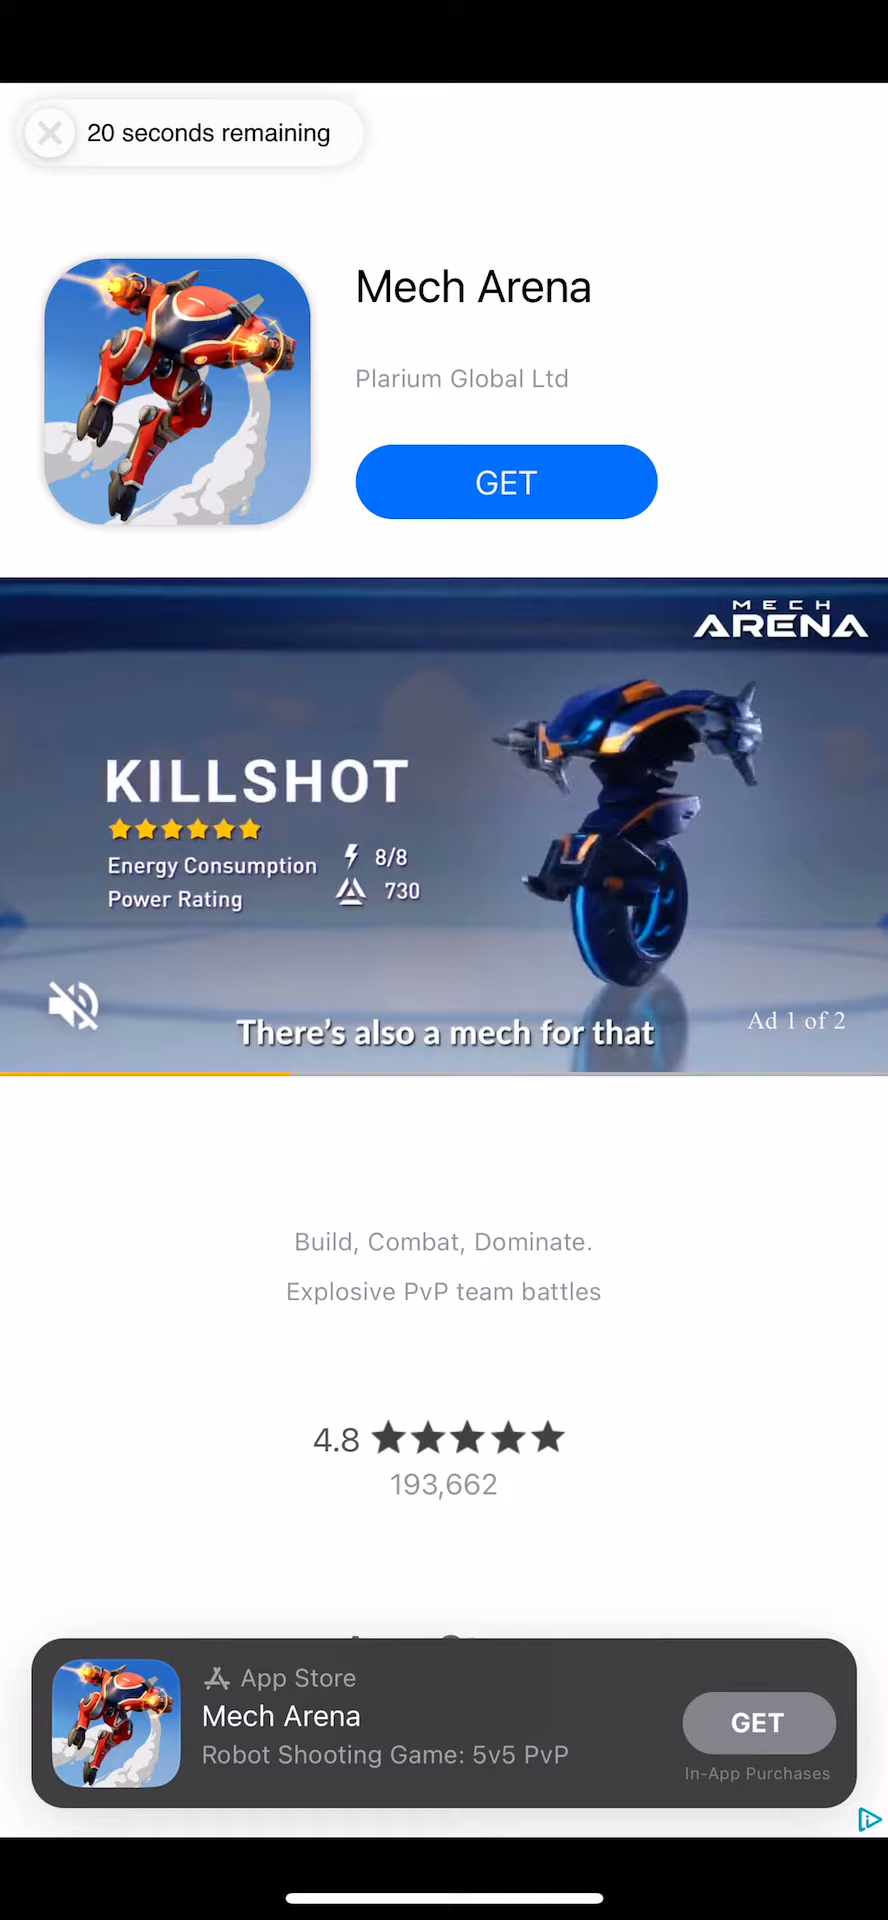 20 seconds remaining
Mech Arena
Plarium Global Ltd
GET
MECH
ARENA
KILLSHOT
Energy Consumption 8/8
Power Rating 730
There's also a mech for that
Ad 1 of 2
Build, Combat, Dominate.
Explosive PvP team battles
4.8
193,662
App Store
Mech Arena
Robot Shooting Game: 5v5 PvP
GET
In-App Purchases